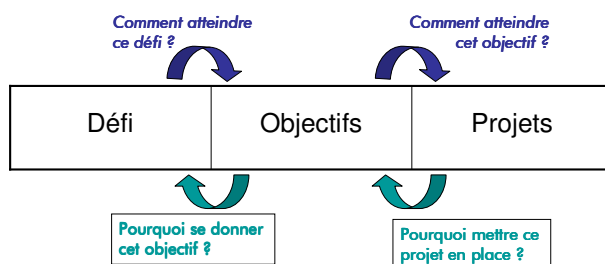 Comment atteindre
ce défi ?
Comment atteindre
cet objectif ?
Défi
Objectifs
Projets
Pourquoi se donner
cet objectif ?
Pourquoi mettre ce
projet en place ?